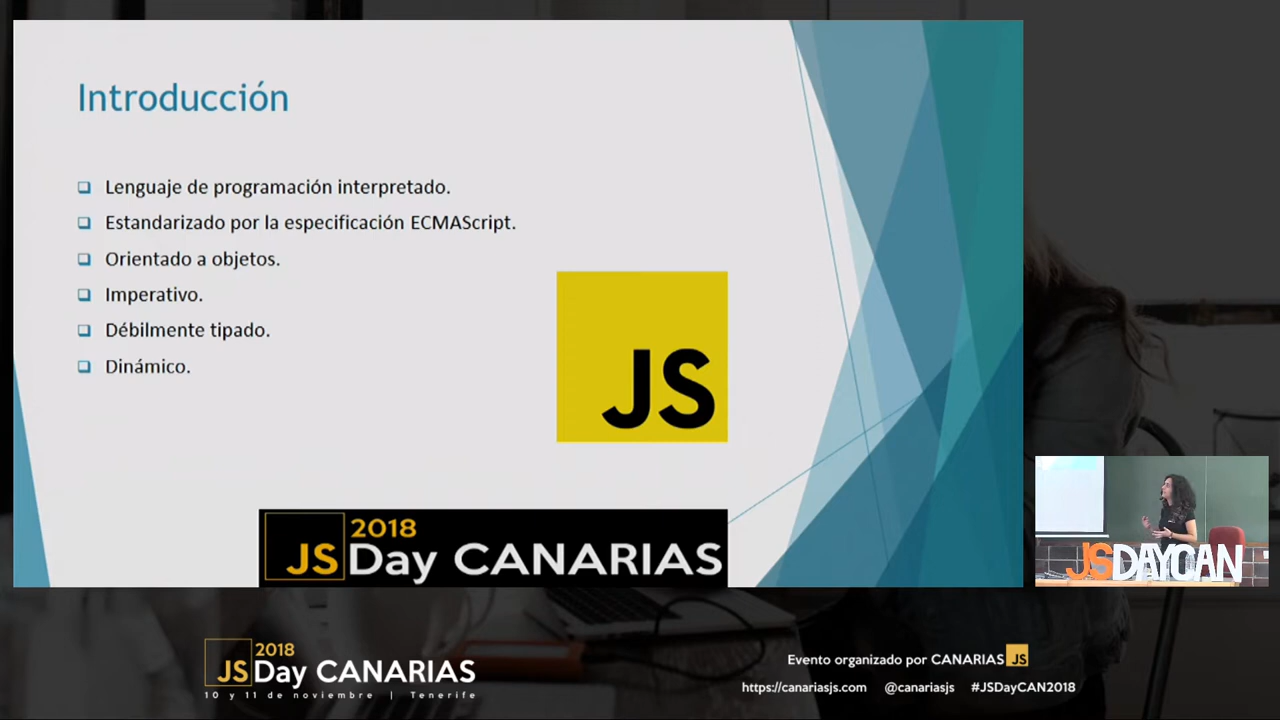 Introducción
Lenguaje de programación interpretado.
Estandarizado por la especificación ECMAScript.
Orientado a objetos.
Imperativo.
Débilmente tipado.
Dinámico.
JS
2018
JS Day CANARIAS
JSDAYCAN
2018
JS Day CANARIAS
10 y 11 de noviembre | Tenerife
Evento organizado por CANARIAS JS
https://canariasjs.com @canariasjs #JSDayCAN2018